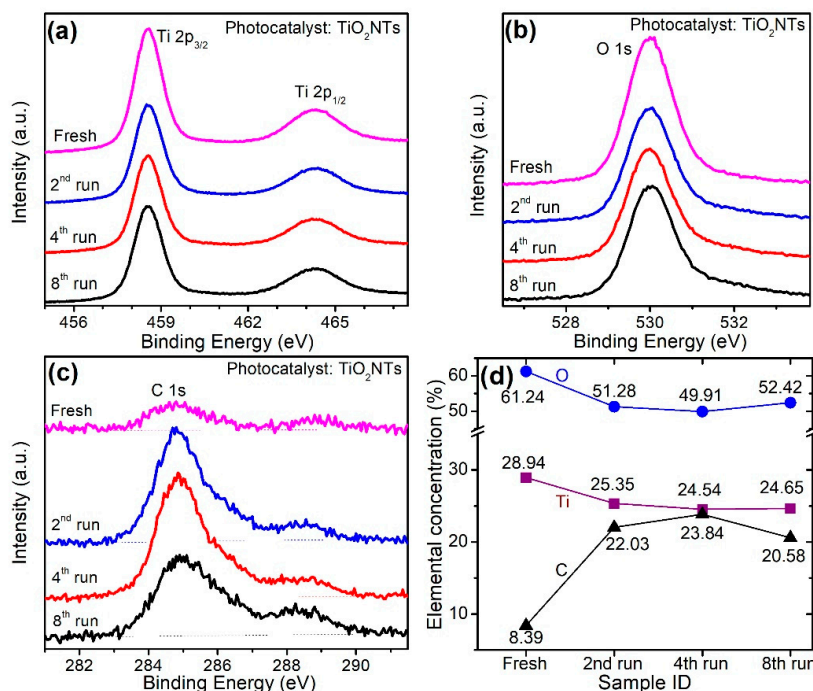 (a)
Photocatalyst: TiO₂NTs
Ti 2p₃/₂
Ti 2p₁/₂
Fresh
2ⁿᵈ run
4ᵗʰ run
8ᵗʰ run
Intensity (a.u.)
456 459 462 465
Binding Energy (eV)
(b)
Photocatalyst: TiO₂NTs
O 1s
Fresh
2ⁿᵈ run
4ᵗʰ run
8ᵗʰ run
Intensity (a.u.)
528 530 532
Binding Energy (eV)
(c)
Photocatalyst: TiO₂NTs
C 1s
Fresh
2ⁿᵈ run
4ᵗʰ run
8ᵗʰ run
Intensity (a.u.)
282 284 286 288 290
Binding Energy (eV)
(d)
Elemental concentration (%)
60
50
30
20
10
O
61.24 51.28 49.91 52.42
28.94 25.35 24.54 24.65
Ti
C
8.39 22.03 23.84 20.58
Fresh 2nd run 4th run 8th run
Sample ID